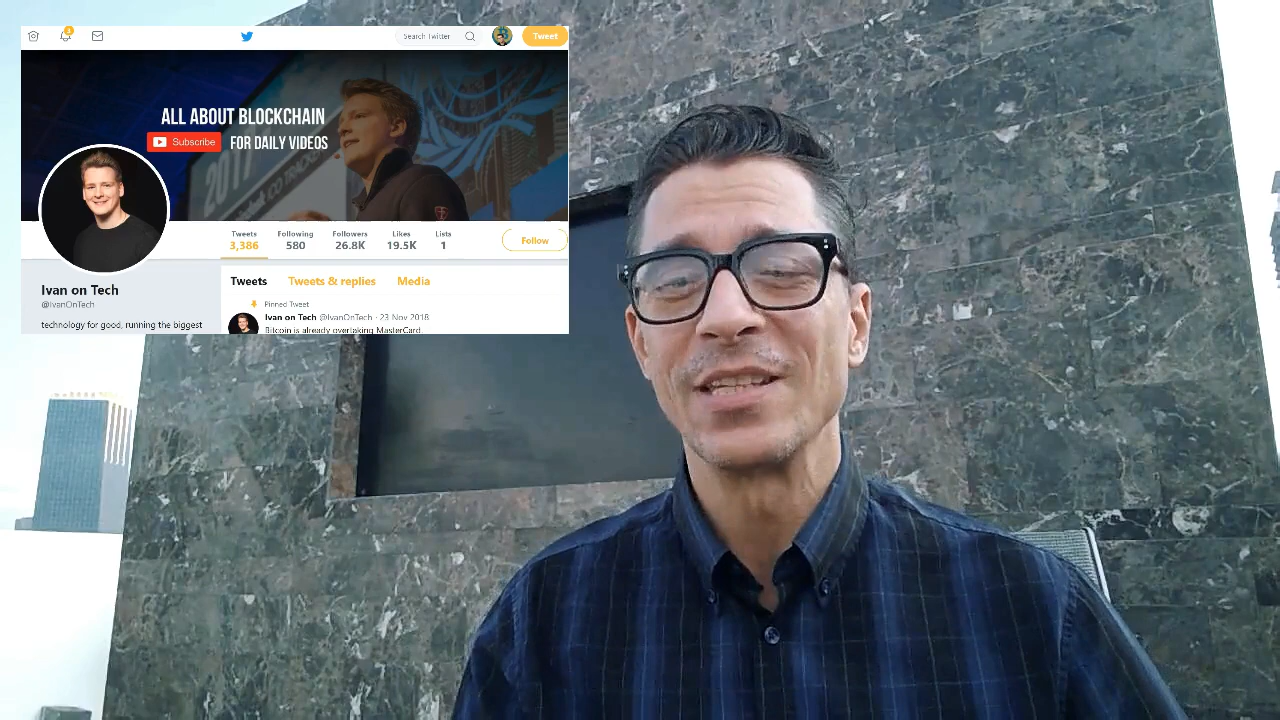 1
Search Twitter
Tweet
ALL ABOUT BLOCKCHAIN
Subscribe
FOR DAILY VIDEOS
2017
Tweets Following Followers Likes Lists
3,386 580 26.8K 19.5K 1
Follow
Ivan on Tech
@IvanOnTech
technology for good, running the biggest
Tweets Tweets & replies Media
Pinned Tweet
Ivan on Tech @IvanOnTech · 23 Nov 2018
Bitcoin is already overtaking MasterCard.